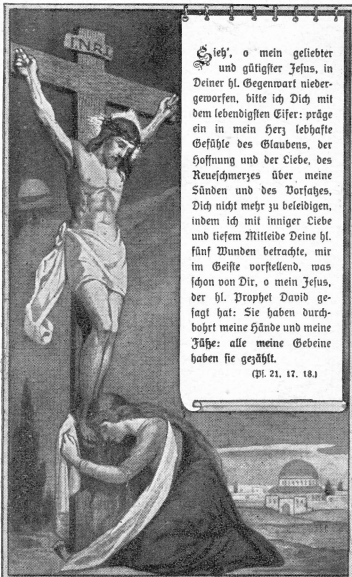 INRI
Sieh', o mein geliebter
und gütigster Jesus, in
Deiner hl. Gegenwart nieder-
geworfen, bitte ich Dich mit
dem lebendigsten Eifer: präge
ein in mein Herz lebhafte
Gefühle des Glaubens, der
Hoffnung und der Liebe, des
Reueschmerzes über meine
Sünden und des Vorsatzes,
Dich nicht mehr zu beleidigen,
indem ich mit inniger Liebe
und tiefem Mitleide Deine hl.
fünf Wunden betrachte, mir
im Geiste vorstellend, was
schon von Dir, o mein Jesus,
der hl. Prophet David ge-
sagt hat: Sie haben durch-
bohrt meine Hände und meine
Füße: alle meine Gebeine
haben sie gezählt.
(Ps. 21, 17. 18.)